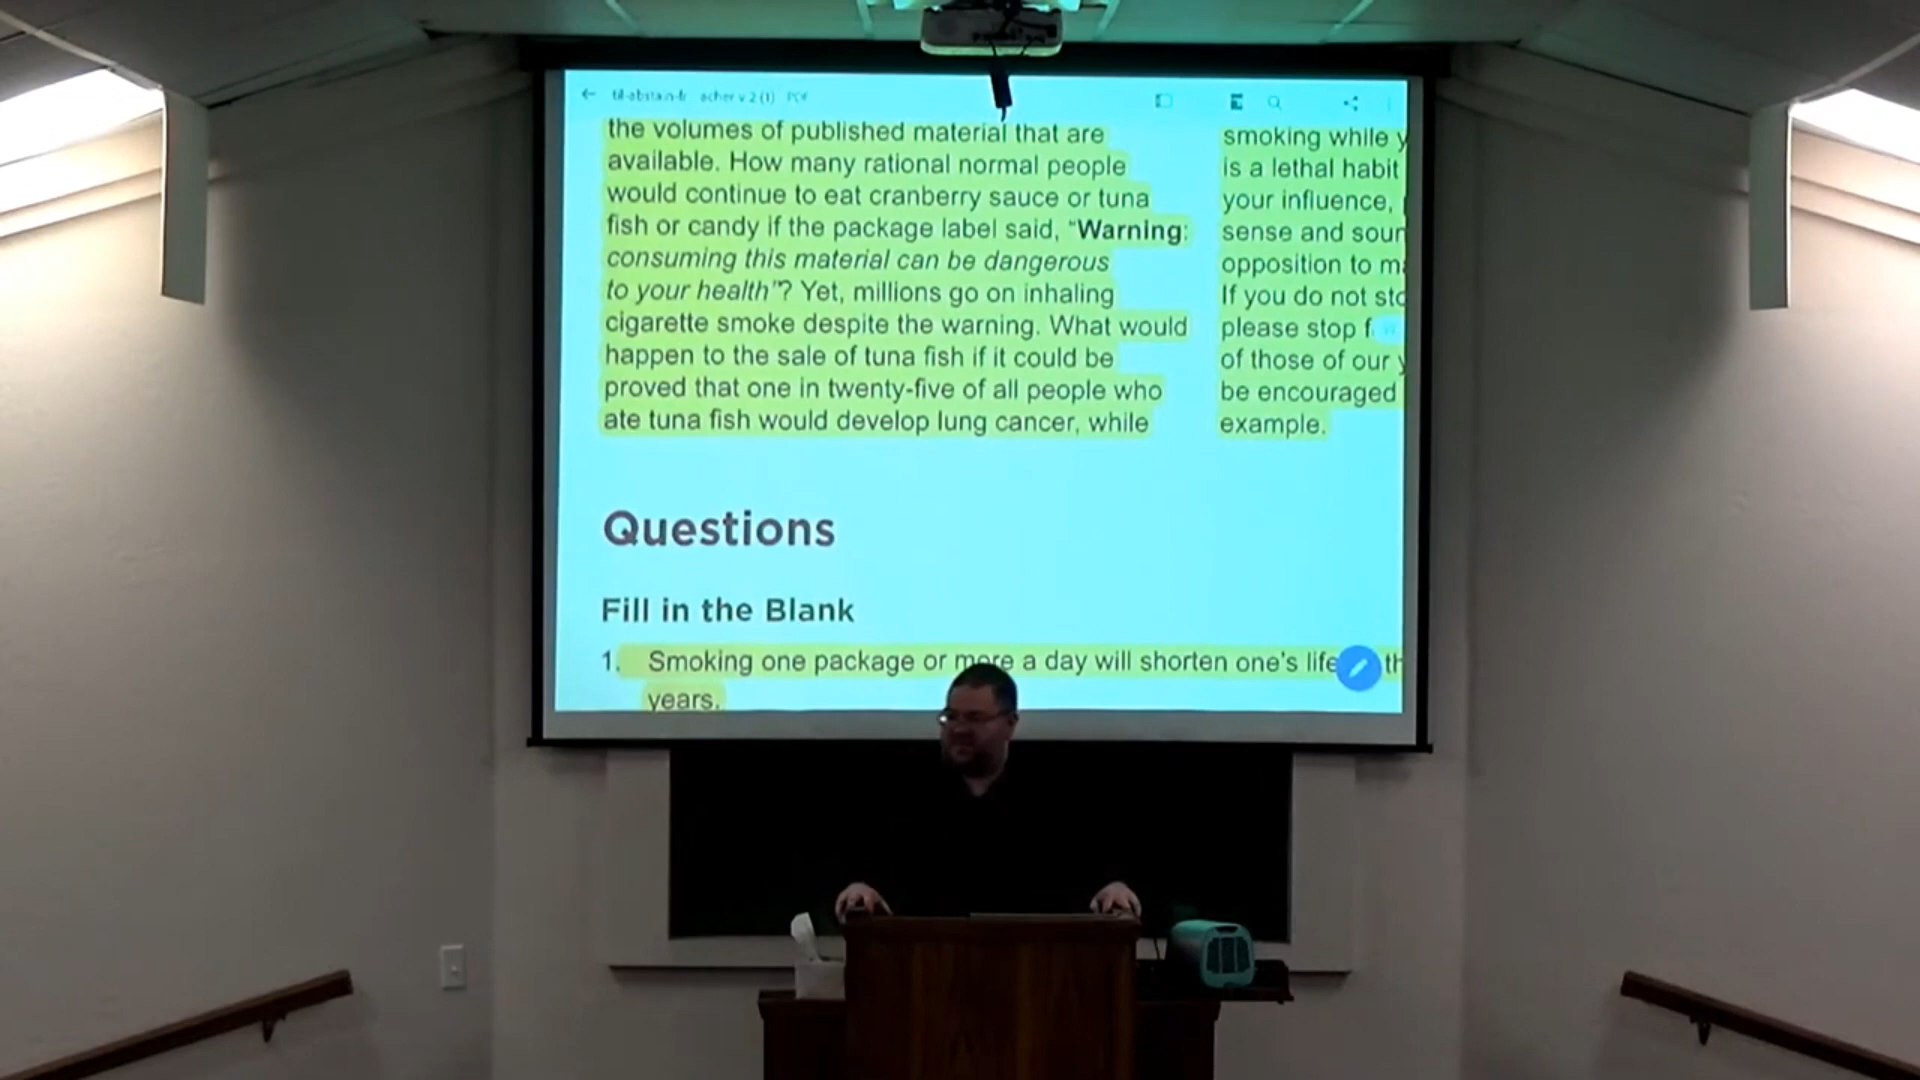 PDF
the volumes of published material that are
available. How many rational normal people
would continue to eat cranberry sauce or tuna
fish or candy if the package label said, “Warning:
consuming this material can be dangerous
to your health”? Yet, millions go on inhaling
cigarette smoke despite the warning. What would
happen to the sale of tuna fish if it could be
proved that one in twenty-five of all people who
ate tuna fish would develop lung cancer, while
smoking while y
is a lethal habit
your influence,
sense and soun
opposition to ma
If you do not sto
please stop f
of those of our y
be encouraged
example.
Questions
Fill in the Blank
1. Smoking one package or more a day will shorten one's life th
years.